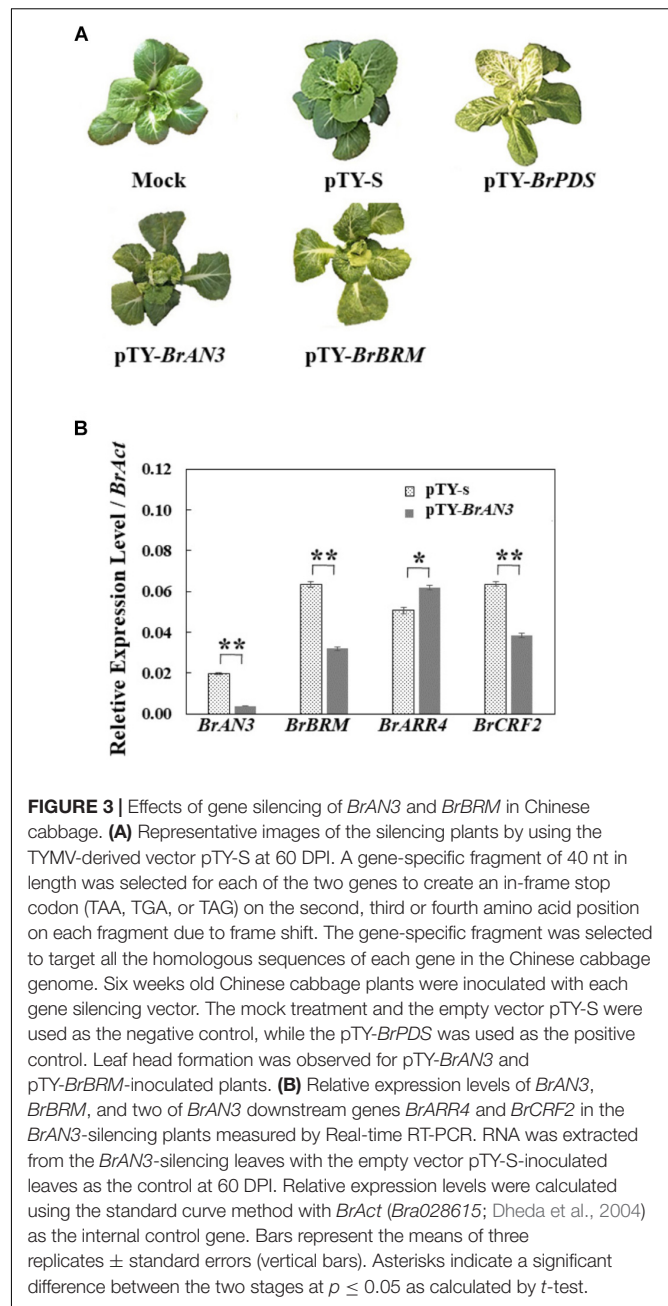 A
Mock
pTY-S
pTY-BrPDS
pTY-BrAN3
pTY-BrBRM
B
Reletive Expression Level / BrAct
0.12
0.10
0.08
0.06
0.04
0.02
0.00
pTY-s
pTY-BrAN3
**
**
*
**
BrAN3
BrBRM
BrARR4
BrCRF2
FIGURE 3 | Effects of gene silencing of BrAN3 and BrBRM in Chinese
cabbage. (A) Representative images of the silencing plants by using the
TYMV-derived vector pTY-S at 60 DPI. A gene-specific fragment of 40 nt in
length was selected for each of the two genes to create an in-frame stop
codon (TAA, TGA, or TAG) on the second, third or fourth amino acid position
on each fragment due to frame shift. The gene-specific fragment was selected
to target all the homologous sequences of each gene in the Chinese cabbage
genome. Six weeks old Chinese cabbage plants were inoculated with each
gene silencing vector. The mock treatment and the empty vector pTY-S were
used as the negative control, while the pTY-BrPDS was used as the positive
control. Leaf head formation was observed for pTY-BrAN3 and
pTY-BrBRM-inoculated plants. (B) Relative expression levels of BrAN3,
BrBRM, and two of BrAN3 downstream genes BrARR4 and BrCRF2 in the
BrAN3-silencing plants measured by Real-time RT-PCR. RNA was extracted
from the BrAN3-silencing leaves with the empty vector pTY-S-inoculated
leaves as the control at 60 DPI. Relative expression levels were calculated
using the standard curve method with BrAct (Bra028615; Dheda et al., 2004)
as the internal control gene. Bars represent the means of three
replicates ± standard errors (vertical bars). Asterisks indicate a significant
difference between the two stages at p ≤ 0.05 as calculated by t-test.